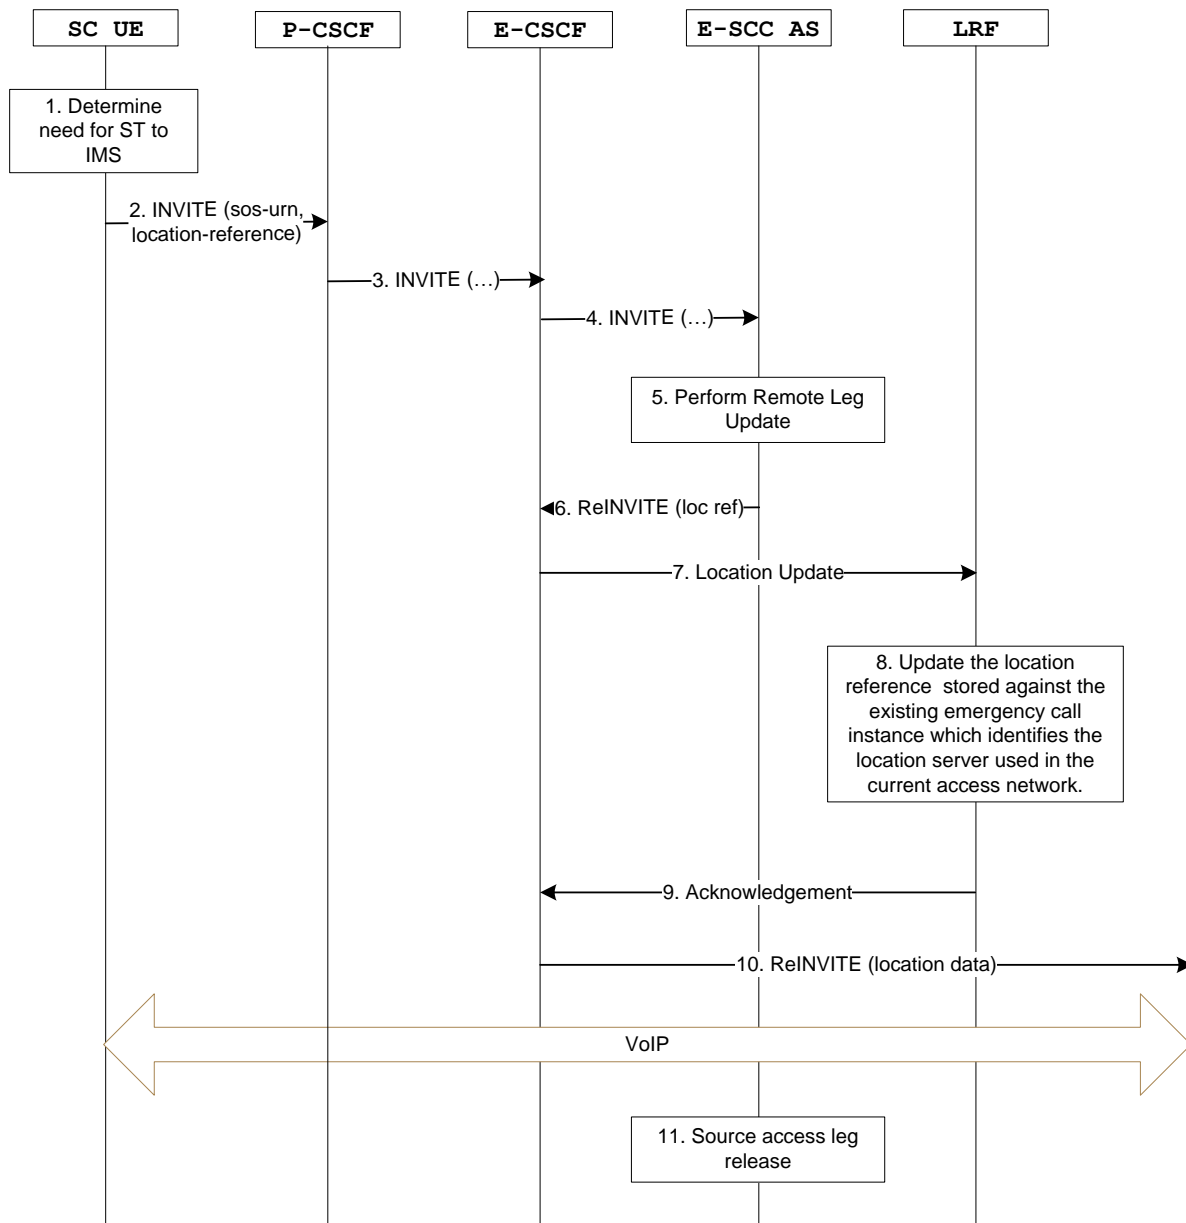 SC UE
P-CSCF
E-CSCF
E-SCC AS
LRF
1. Determine
need for ST to
IMS
2. INVITE (sos-urn,
location-reference)
3. INVITE (…)
4. INVITE (…)
5. Perform Remote Leg
Update
6. ReINVITE (loc ref)
7. Location Update
8. Update the location
reference stored against the
existing emergency call
instance which identifies the
location server used in the
current access network.
9. Acknowledgement
10. ReINVITE (location data)
VoIP
11. Source access leg
release